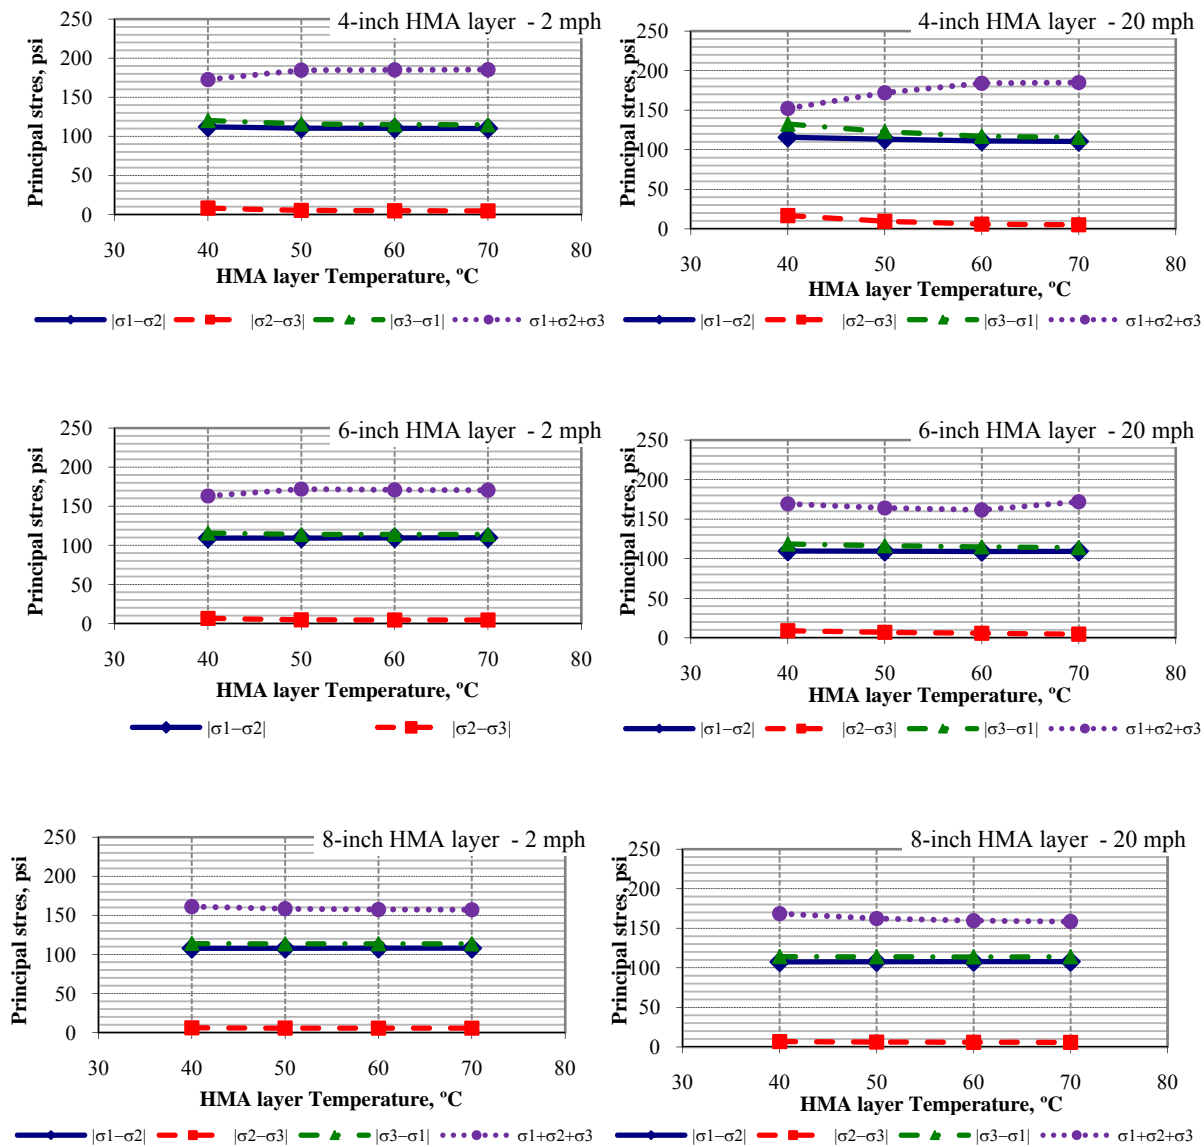 4-inch HMA layer - 2 mph
Principal stres, psi
250
200
150
100
50
0
30 40 50 60 70 80
HMA layer Temperature, ºC
|σ1−σ2| |σ2−σ3| |σ3−σ1| σ1+σ2+σ3
4-inch HMA layer - 20 mph
Principal stres, psi
250
200
150
100
50
0
30 40 50 60 70 80
HMA layer Temperature, ºC
|σ1−σ2| |σ2−σ3| |σ3−σ1| σ1+σ2+σ3
6-inch HMA layer - 2 mph
Principal stres, psi
250
200
150
100
50
0
30 40 50 60 70 80
HMA layer Temperature, ºC
|σ1−σ2| |σ2−σ3|
6-inch HMA layer - 20 mph
Principal stres, psi
250
200
150
100
50
0
30 40 50 60 70 80
HMA layer Temperature, ºC
|σ1−σ2| |σ2−σ3| |σ3−σ1| σ1+σ2+σ3
8-inch HMA layer - 2 mph
Principal stres, psi
250
200
150
100
50
0
30 40 50 60 70 80
HMA layer Temperature, ºC
|σ1−σ2| |σ2−σ3| |σ3−σ1| σ1+σ2+σ3
8-inch HMA layer - 20 mph
Principal stres, psi
250
200
150
100
50
0
30 40 50 60 70 80
HMA layer Temperature, ºC
|σ1−σ2| |σ2−σ3| |σ3−σ1| σ1+σ2+σ3